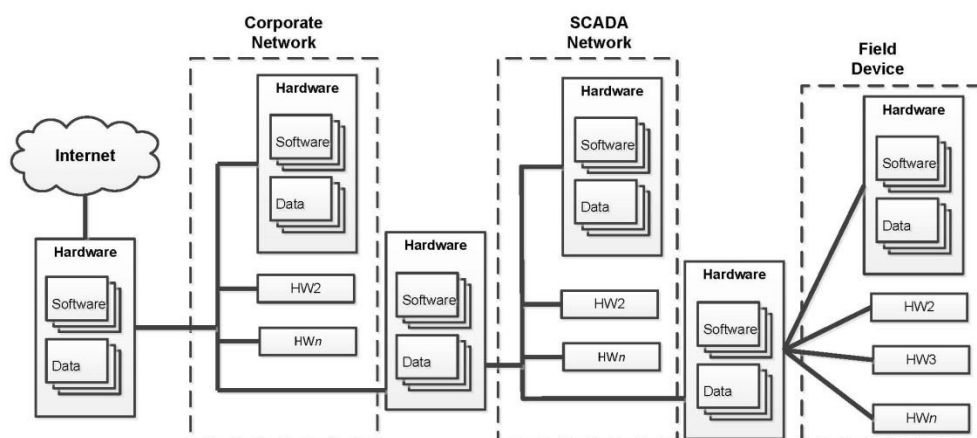 Corporate
Network
SCADA
Network
Field
Device
Internet
Hardware
Software
Data
Hardware
Software
Data
HW2
HWn
Hardware
Software
Data
Hardware
Software
Data
HW2
HWn
Hardware
Software
Data
Hardware
Software
Data
HW2
HW3
HWn